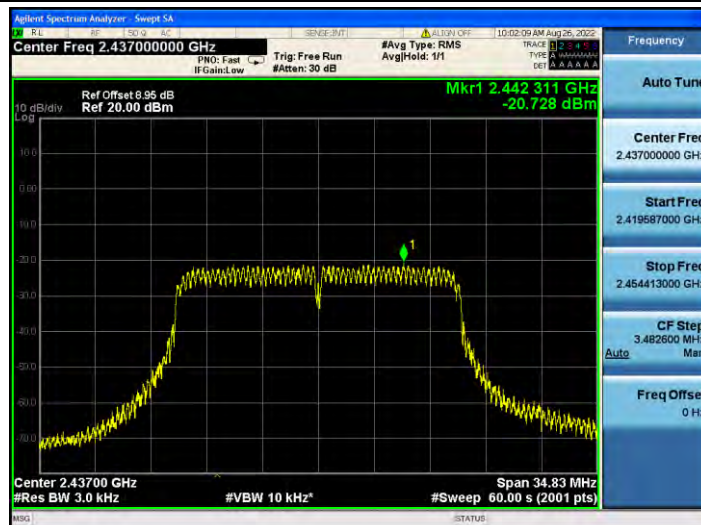 Agilent Spectrum Analyzer - Swept SA
RL RF 50 Ω AC SENSE:INT ALIGN OFF 10:02:09 AM Aug 26, 2022
Center Freq 2.437000000 GHz
PNO: Fast
IFGain:Low
Trig: Free Run
#Atten: 30 dB
#Avg Type: RMS
Avg|Hold: 1/1
TRACE 1 2 3 4 5 6
TYPE A
DET A A A A A A
Ref Offset 8.95 dB
Ref 20.00 dBm
Mkr1 2.442 311 GHz
-20.728 dBm
10 dB/div
Log
10.0
0.00
-10.0
-20.0
-30.0
-40.0
-50.0
-60.0
-70.0
1
Center 2.43700 GHz
#Res BW 3.0 kHz
#VBW 10 kHz*
Span 34.83 MHz
#Sweep 60.00 s (2001 pts)
MSG
STATUS
Frequency
Auto Tune
Center Freq
2.437000000 GHz
Start Freq
2.419587000 GHz
Stop Freq
2.454413000 GHz
CF Step
3.482600 MHz
Auto Man
Freq Offset
0 Hz